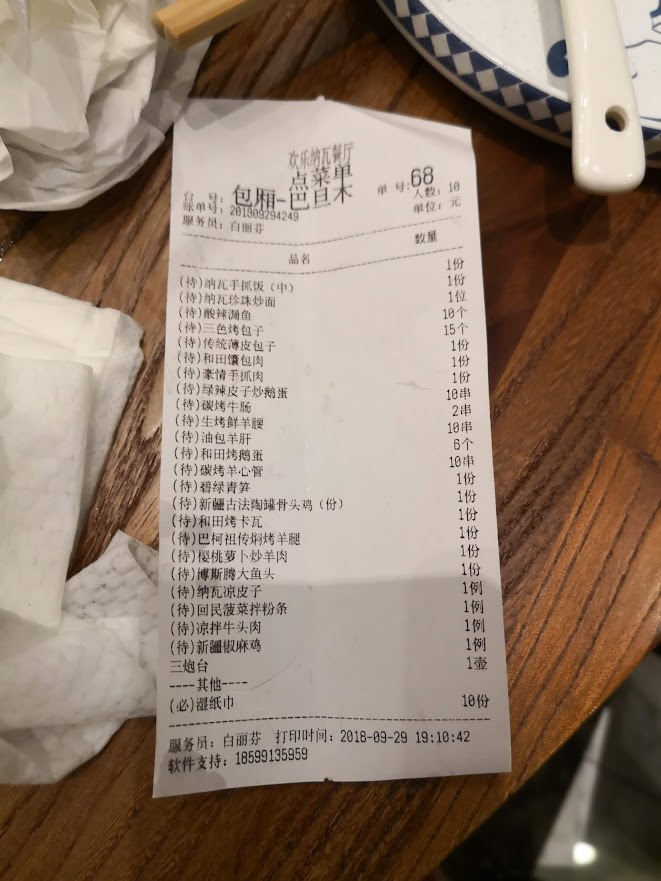 欢乐纳瓦餐厅
点菜单
台 号: 包厢-巴旦木 单 号:68
账单号: 201809294249 人数: 10
服务员: 白丽芬 单位: 元
品名 数量
(待)纳瓦手抓饭(中) 1份
(待)纳瓦珍珠炒面 1份
(待)酸辣漏鱼 1位
(待)三色烤包子 10个
(待)传统薄皮包子 15个
(待)和田馕包肉 1份
(待)豪情手抓肉 1份
(待)绿辣皮子炒鹅蛋 1份
(待)碳烤牛肠 10串
(待)生烤鲜羊腰 2串
(待)油包羊肝 10串
(待)和田烤鹅蛋 6个
(待)碳烤羊心管 10串
(待)碧绿青笋 1份
(待)新疆古法陶罐骨头鸡(份) 1份
(待)和田烤卡瓦 1份
(待)巴柯祖传焖烤羊腿 1份
(待)樱桃萝卜炒羊肉 1份
(待)博斯腾大鱼头 1份
(待)纳瓦凉皮子 1例
(待)回民菠菜拌粉条 1例
(待)凉拌牛头肉 1例
(待)新疆椒麻鸡 1例
三炮台 1壶
----其他----
(必)湿纸巾 10份
服务员: 白丽芬 打印时间: 2018-09-29 19:10:42
软件支持: 18599135959